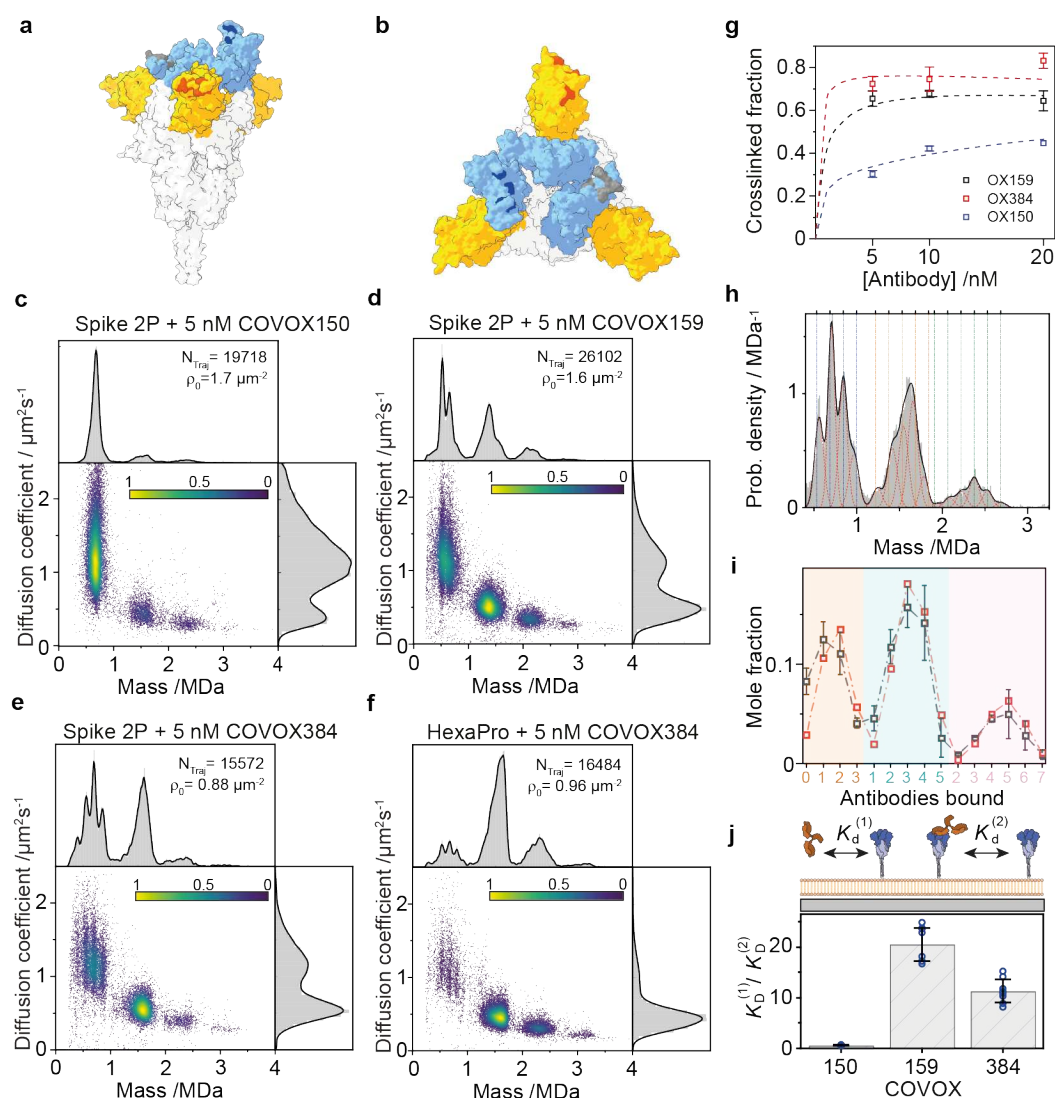 a
b
c
Spike 2P + 5 nM COVOX150
N_Traj= 19718
ρ₀=1.7 µm⁻²
1 0.5 0
Diffusion coefficient / µm²s⁻¹
2
1
0
0 1 2 3 4
Mass /MDa
d
Spike 2P + 5 nM COVOX159
N_Traj= 26102
ρ₀=1.6 µm⁻²
1 0.5 0
Diffusion coefficient / µm²s⁻¹
2
1
0
0 1 2 3 4
Mass /MDa
e
Spike 2P + 5 nM COVOX384
N_Traj= 15572
ρ₀= 0.88 µm⁻²
1 0.5 0
Diffusion coefficient /µm²s⁻¹
2
1
0
0 1 2 3 4
Mass /MDa
f
HexaPro + 5 nM COVOX384
N_Traj= 16484
ρ₀= 0.96 µm⁻²
1 0.5 0
Diffusion coefficient /µm²s⁻¹
2
1
0
0 1 2 3 4
Mass /MDa
g
Crosslinked fraction
0.8
0.6
0.4
0.2
0
OX159
OX384
OX150
5 10 20
[Antibody] /nM
h
Prob. density / MDa⁻¹
1
0
1 2 3
Mass /MDa
i
Mole fraction
0.1
0
0 1 2 3 1 2 3 4 5 2 3 4 5 6 7
Antibodies bound
j
K_d^(1) K_d^(2)
K_D^(1)/ K_D^(2)
20
10
0
150 159 384
COVOX